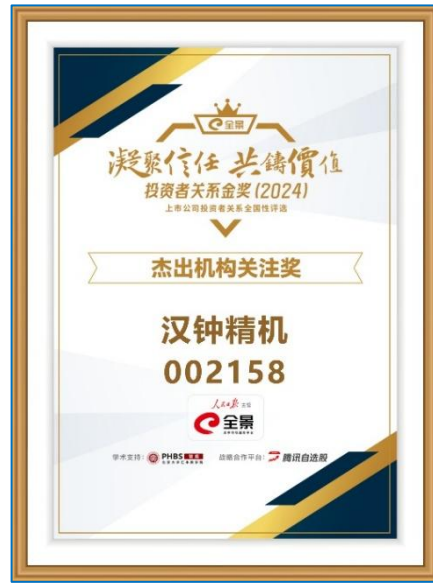 全景
凝聚信任 共鑄價值
投资者关系金奖(2024)
上市公司投资者关系全国性评选
杰出机构关注奖
汉钟精机
002158
人民日报 主管
全景
学术支持: PHBS 战略合作平台: 腾讯自选股